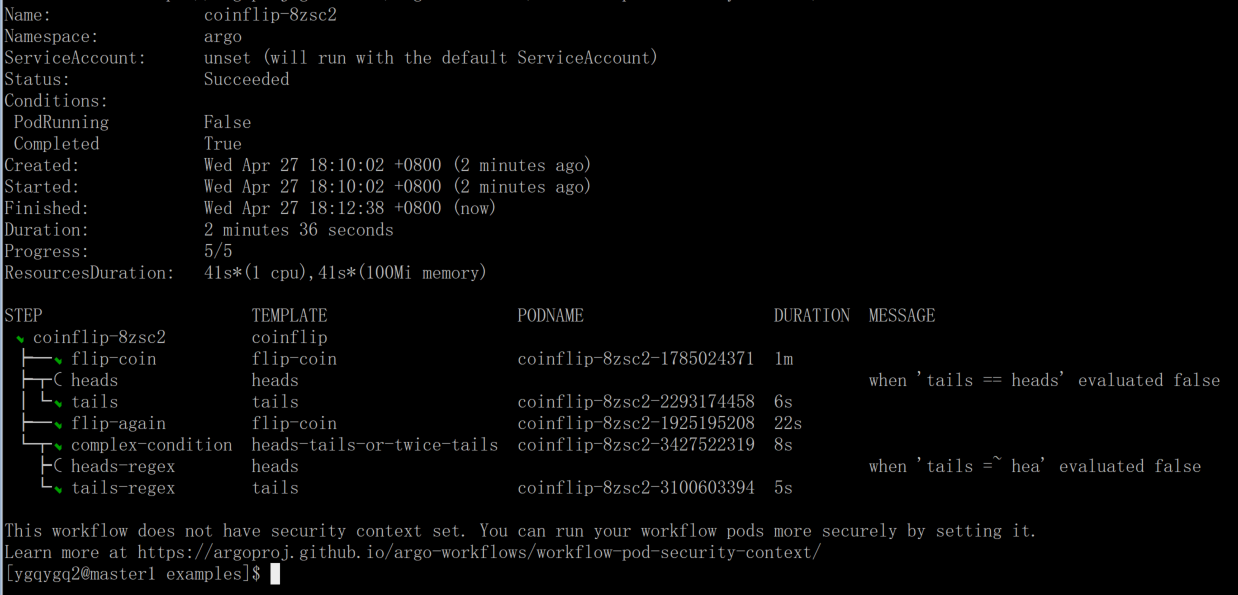 Name: coinflip-8zsc2
Namespace: argo
ServiceAccount: unset (will run with the default ServiceAccount)
Status: Succeeded
Conditions:
PodRunning False
Completed True
Created: Wed Apr 27 18:10:02 +0800 (2 minutes ago)
Started: Wed Apr 27 18:10:02 +0800 (2 minutes ago)
Finished: Wed Apr 27 18:12:38 +0800 (now)
Duration: 2 minutes 36 seconds
Progress: 5/5
ResourcesDuration: 41s*(1 cpu),41s*(100Mi memory)
STEP TEMPLATE PODNAME DURATION MESSAGE
coinflip-8zsc2 coinflip
flip-coin flip-coin coinflip-8zsc2-1785024371 1m
heads heads when 'tails == heads' evaluated false
tails tails coinflip-8zsc2-2293174458 6s
flip-again flip-coin coinflip-8zsc2-1925195208 22s
complex-condition heads-tails-or-twice-tails coinflip-8zsc2-3427522319 8s
heads-regex heads when 'tails =~ hea' evaluated false
tails-regex tails coinflip-8zsc2-3100603394 5s
This workflow does not have security context set. You can run your workflow pods more securely by setting it.
Learn more at https://argoproj.github.io/argo-workflows/workflow-pod-security-context/
[ygqygq2@master1 examples]$